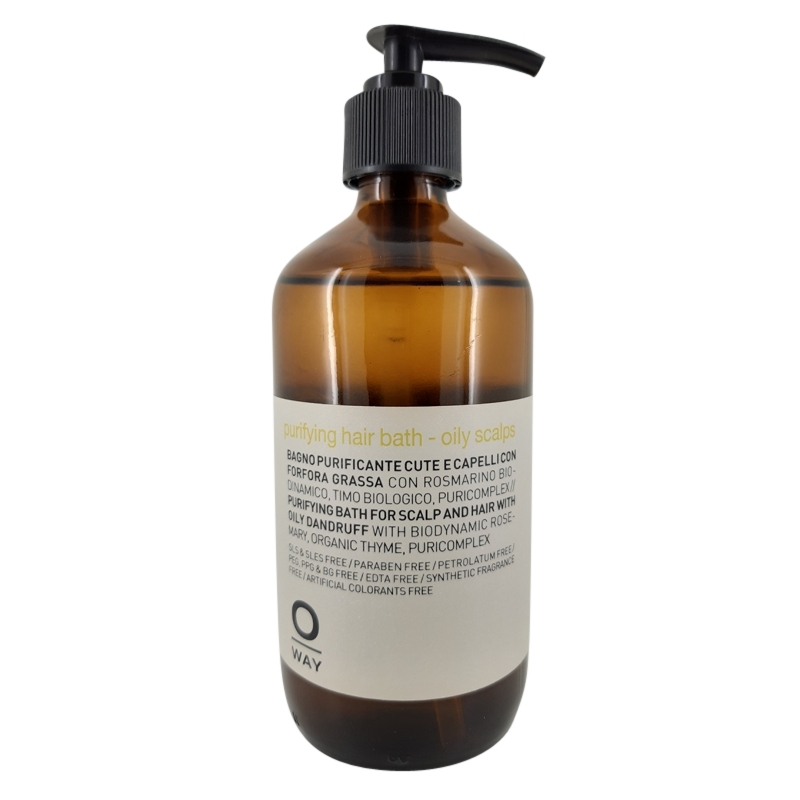 purifying hair bath - oily scalps
BAGNO PURIFICANTE CUTE E CAPELLI CON
FORFORA GRASSA CON ROSMARINO BIO-
DINAMICO, TIMO BIOLOGICO, PURICOMPLEX//
PURIFYING BATH FOR SCALP AND HAIR WITH
OILY DANDRUFF WITH BIODYNAMIC ROSE-
MARY, ORGANIC THYME, PURICOMPLEX
SLS & SLES FREE / PARABEN FREE / PETROLATUM FREE /
PEG, PPG & BG FREE / EDTA FREE / SYNTHETIC FRAGRANCE
FREE / ARTIFICIAL COLORANTS FREE
O
WAY